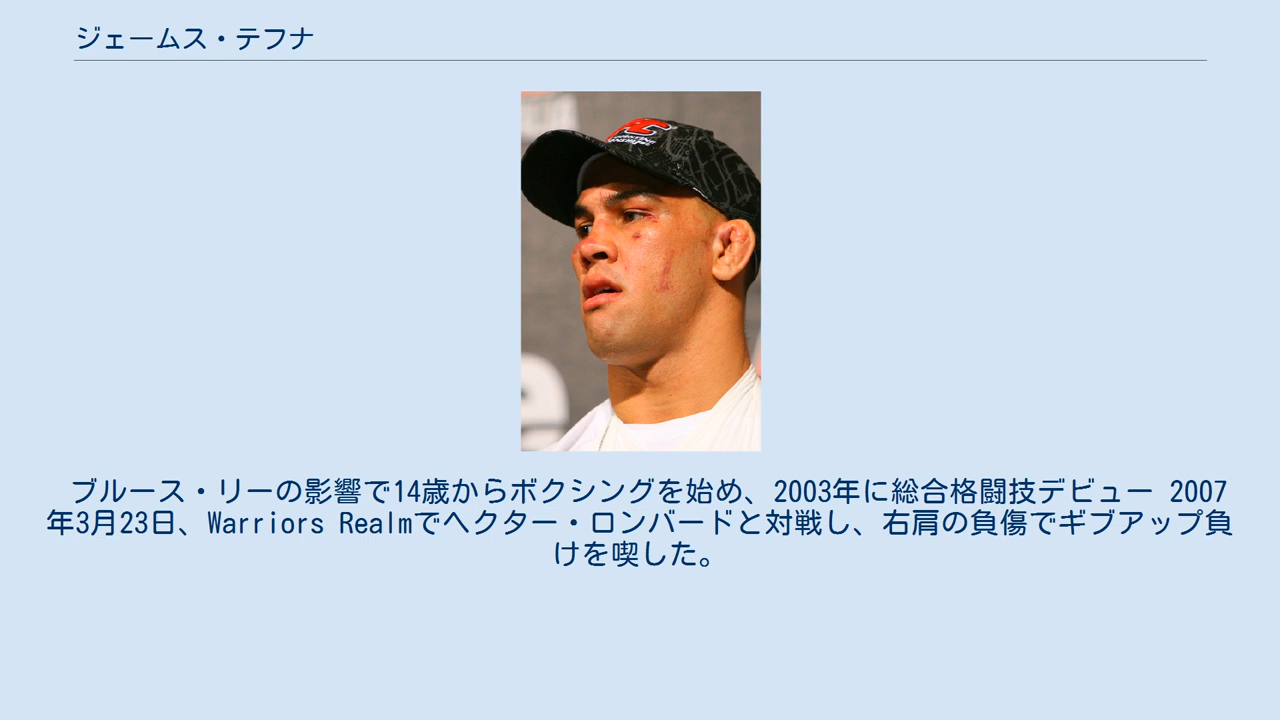 ジェームス・テフナ
ブルース・リーの影響で14歳からボクシングを始め、2003年に総合格闘技デビュー 2007
年3月23日、Warriors Realmでヘクター・ロンバードと対戦し、右肩の負傷でギブアップ負
けを喫した。